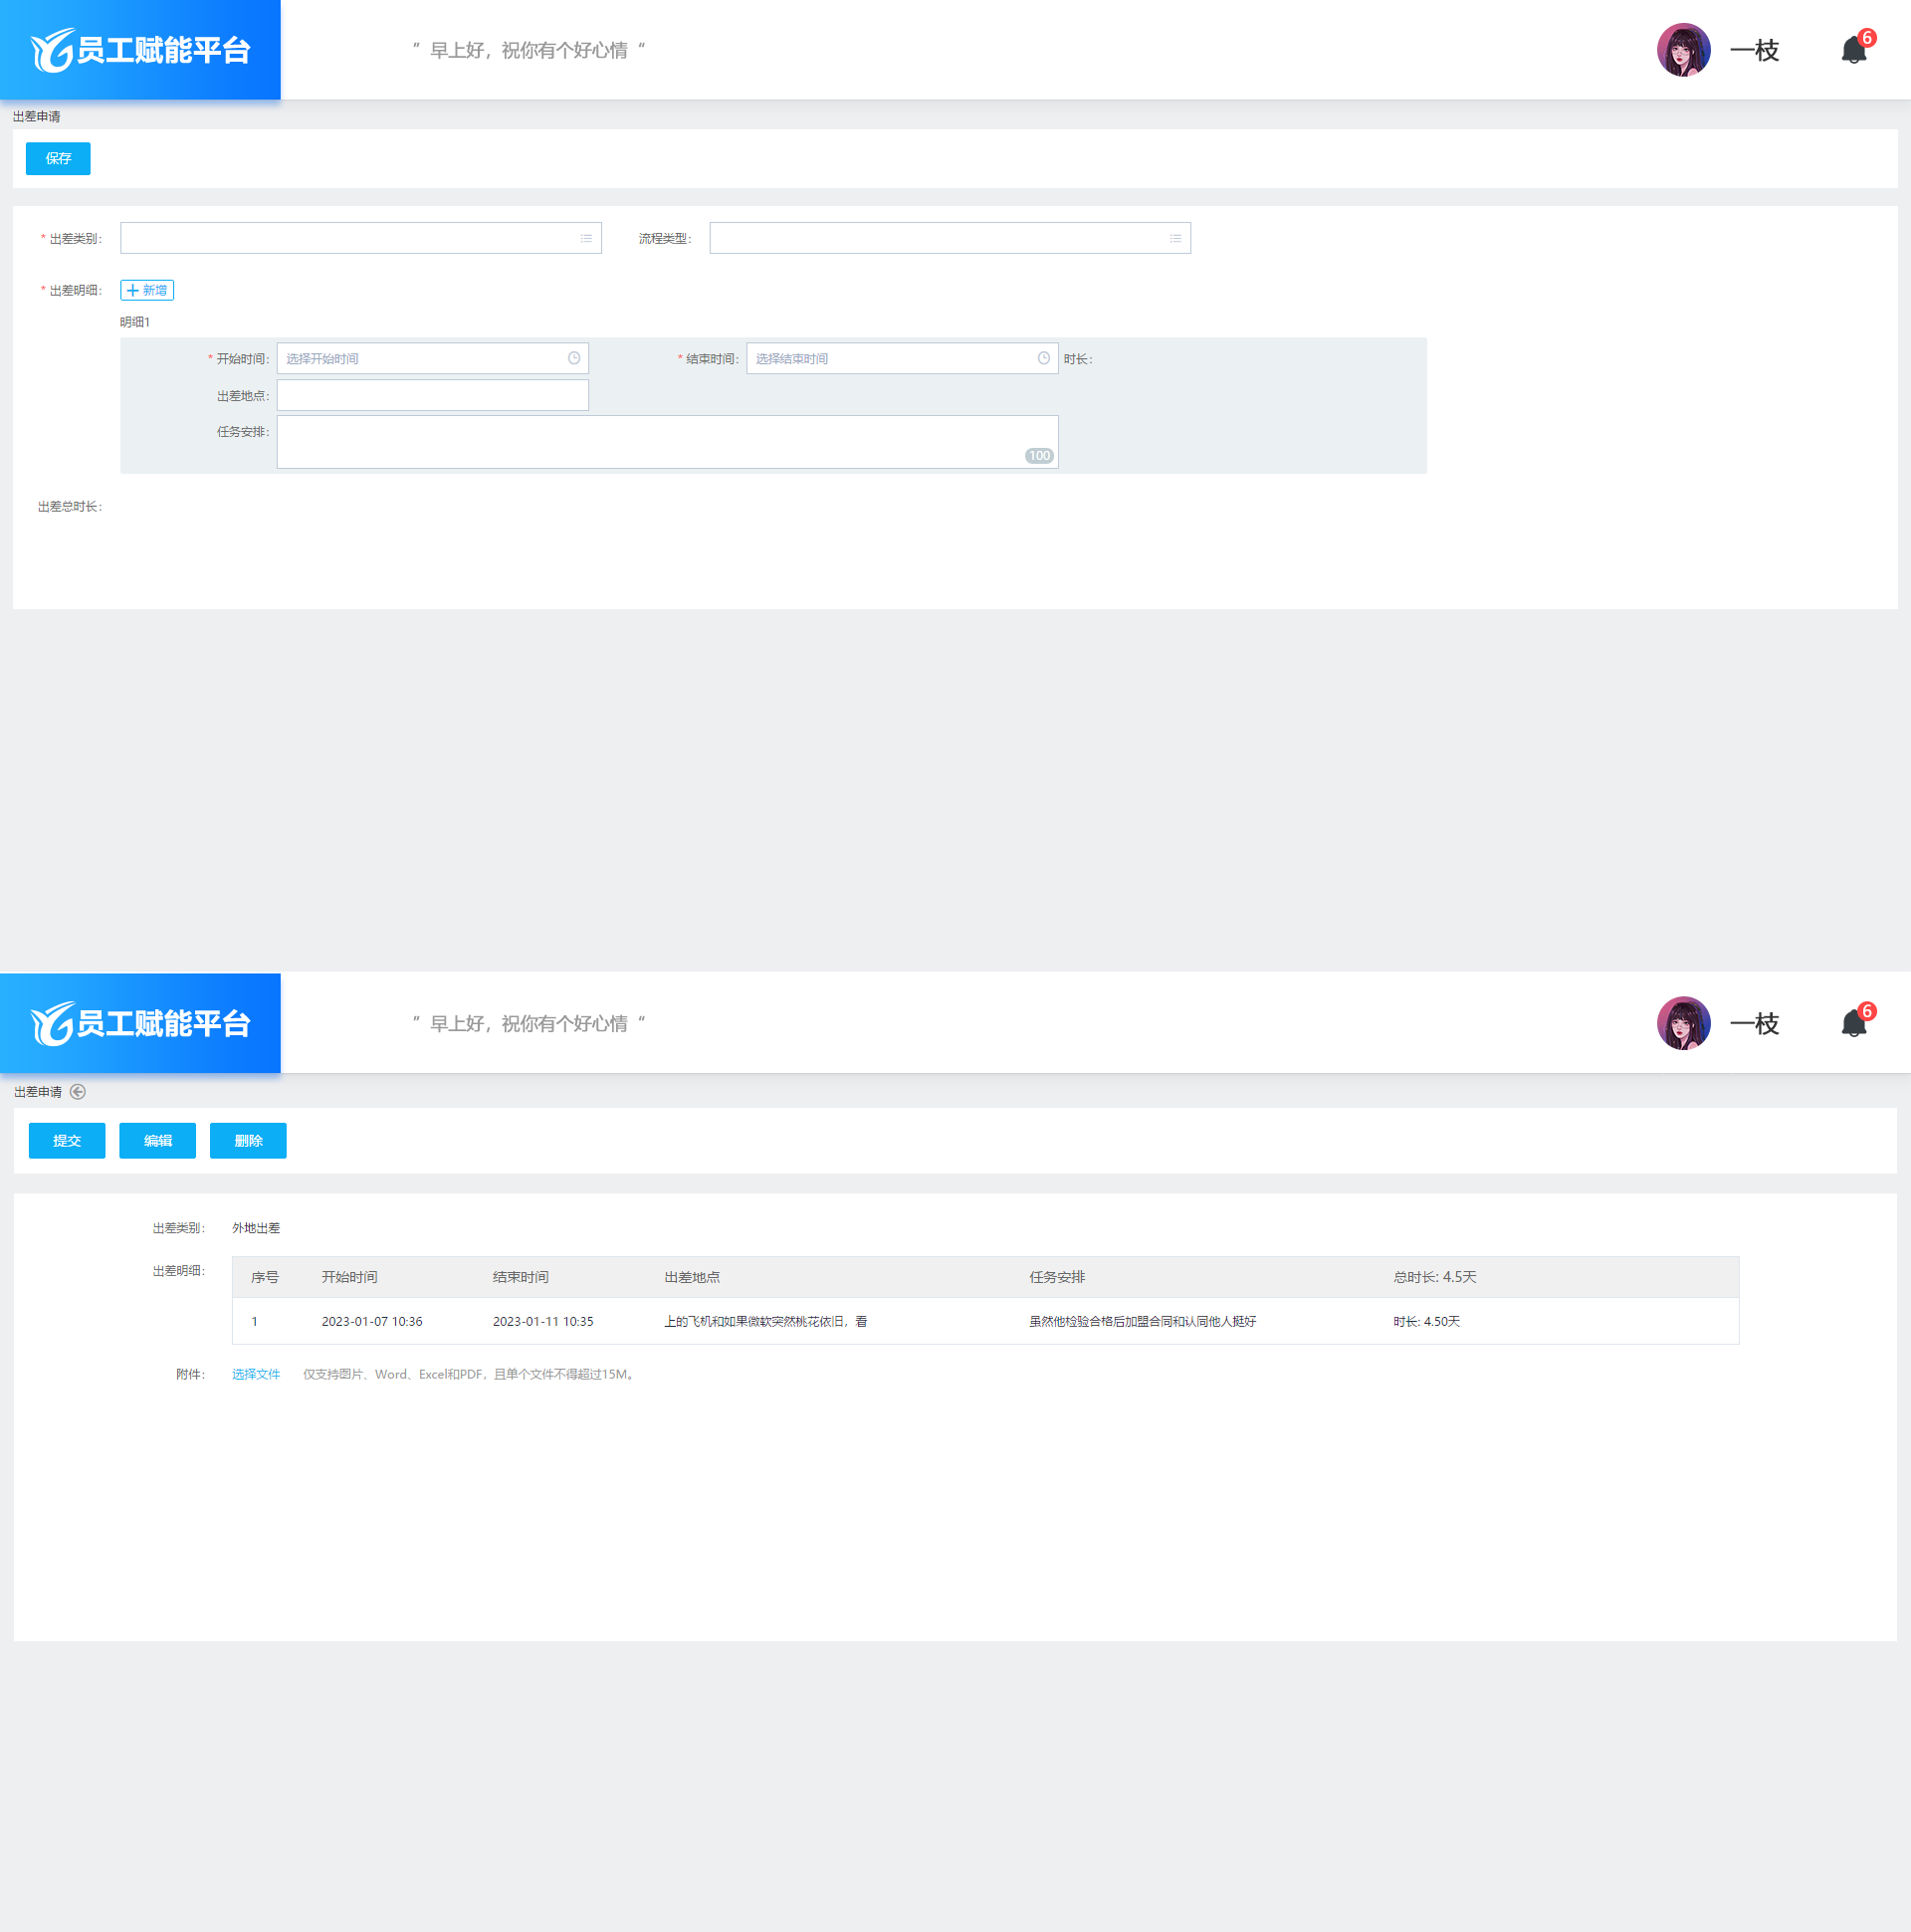 员工赋能平台
” 早上好，祝你有个好心情 “
一枝
6
出差申请
保存
* 出差类别：
流程类型：
* 出差明细： 新增
明细1
* 开始时间： 选择开始时间 * 结束时间： 选择结束时间 时长：
出差地点：
任务安排：
100
出差总时长：
员工赋能平台
” 早上好，祝你有个好心情 “
一枝
6
出差申请
提交 编辑 删除
出差类别： 外地出差
出差明细：
序号 开始时间 结束时间 出差地点 任务安排 总时长: 4.5天
1 2023-01-07 10:36 2023-01-11 10:35 上的飞机和如果微软突然桃花依旧，看 虽然他检验合格后加盟合同和认同他人挺好 时长: 4.50天
附件： 选择文件 仅支持图片、Word、Excel和PDF，且单个文件不得超过15M。